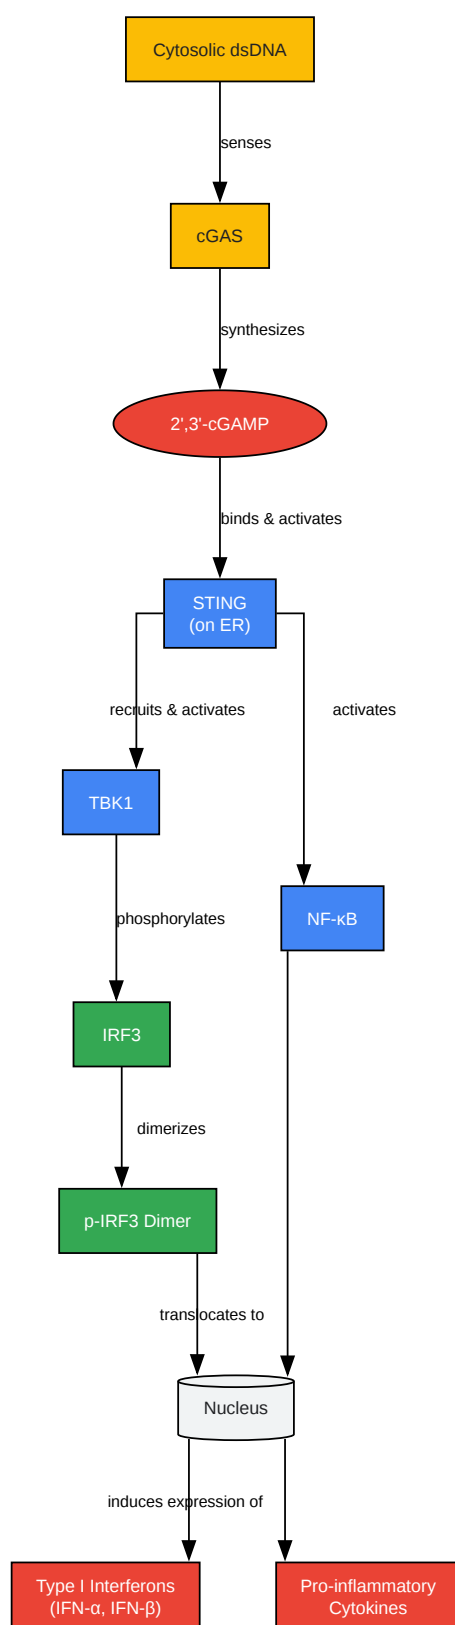 Cytosolic dsDNA
senses
cGAS
synthesizes
2',3'-cGAMP
binds & activates
STING
(on ER)
recruits & activates
activates
TBK1
phosphorylates
NF-κB
IRF3
dimerizes
p-IRF3 Dimer
translocates to
Nucleus
induces expression of
Type I Interferons
(IFN-α, IFN-β)
Pro-inflammatory
Cytokines